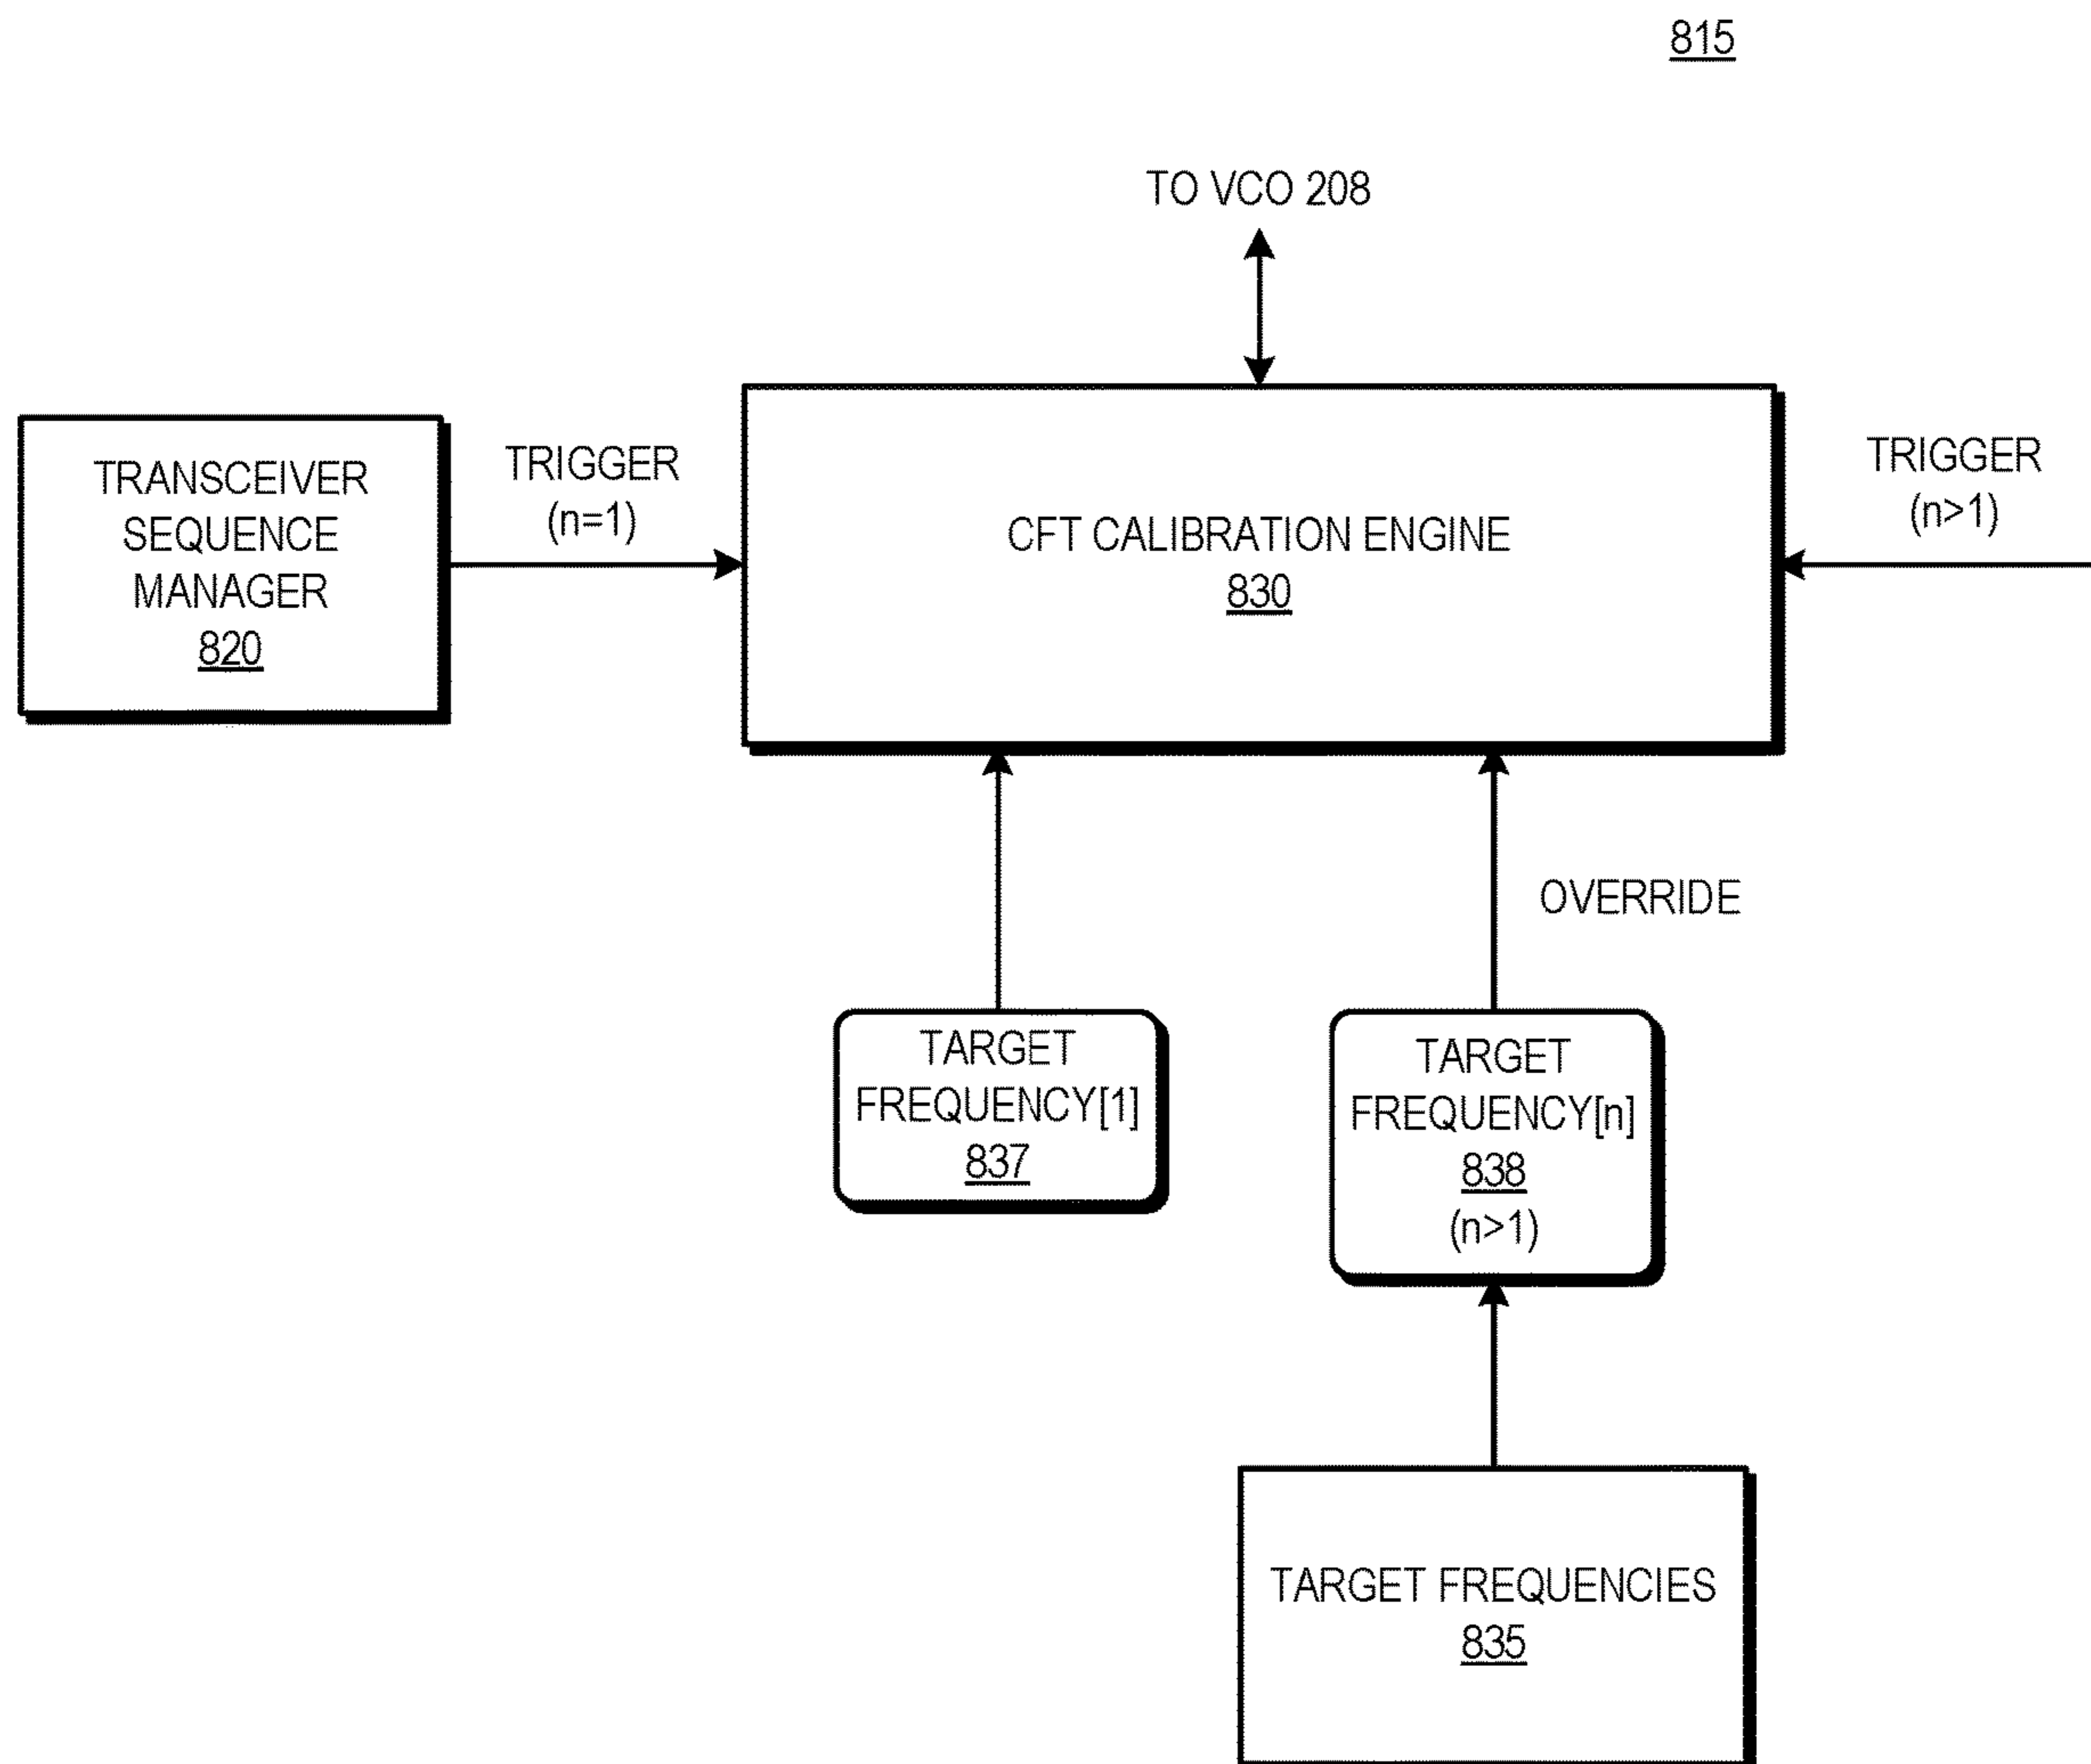 815
TO VCO 208
TRANSCEIVER
SEQUENCE
MANAGER
820
TRIGGER
(n=1)
CFT CALIBRATION ENGINE
830
TRIGGER
(n>1)
OVERRIDE
TARGET
FREQUENCY[1]
837
TARGET
FREQUENCY[n]
838
(n>1)
TARGET FREQUENCIES
835